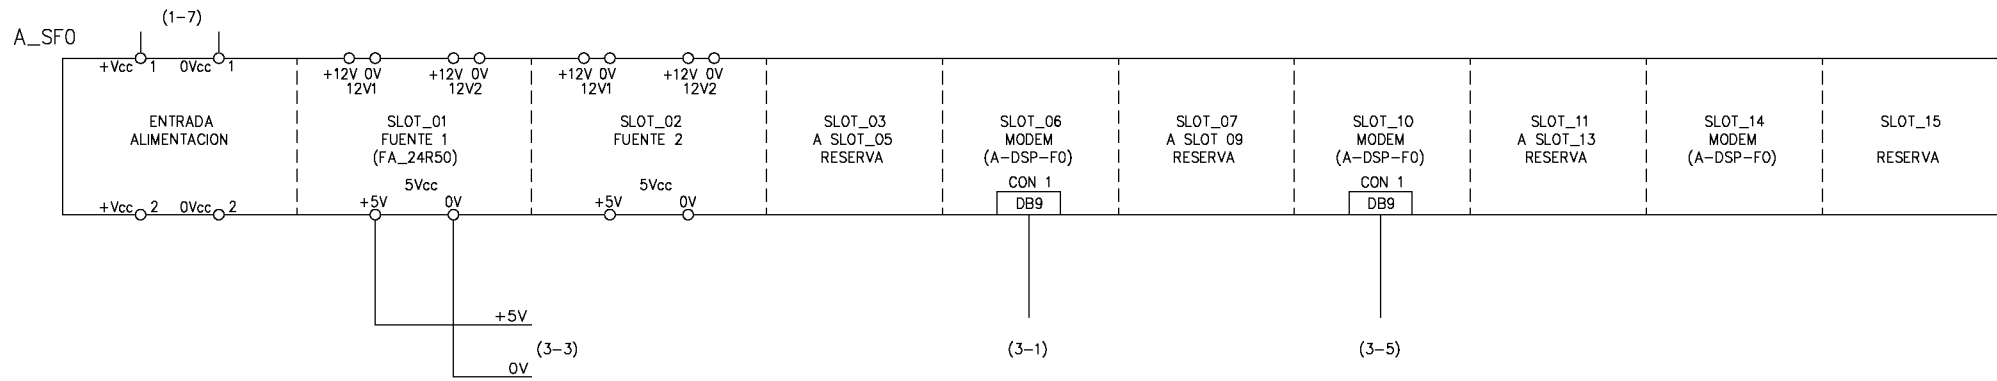 (1-7)
A_SF0
+Vcc 1 0Vcc 1
+12V 0V +12V 0V
12V1 12V2
+12V 0V +12V 0V
12V1 12V2
ENTRADA
ALIMENTACION
SLOT_01
FUENTE 1
(FA_24R50)
SLOT_02
FUENTE 2
SLOT_03
A SLOT_05
RESERVA
SLOT_06
MODEM
(A-DSP-F0)
SLOT_07
A SLOT 09
RESERVA
SLOT_10
MODEM
(A-DSP-F0)
SLOT_11
A SLOT_13
RESERVA
SLOT_14
MODEM
(A-DSP-F0)
SLOT_15
RESERVA
+Vcc 2 0Vcc 2
5Vcc
+5V 0V
5Vcc
+5V 0V
CON 1
DB9
CON 1
DB9
+5V
(3-3)
0V
(3-1)
(3-5)